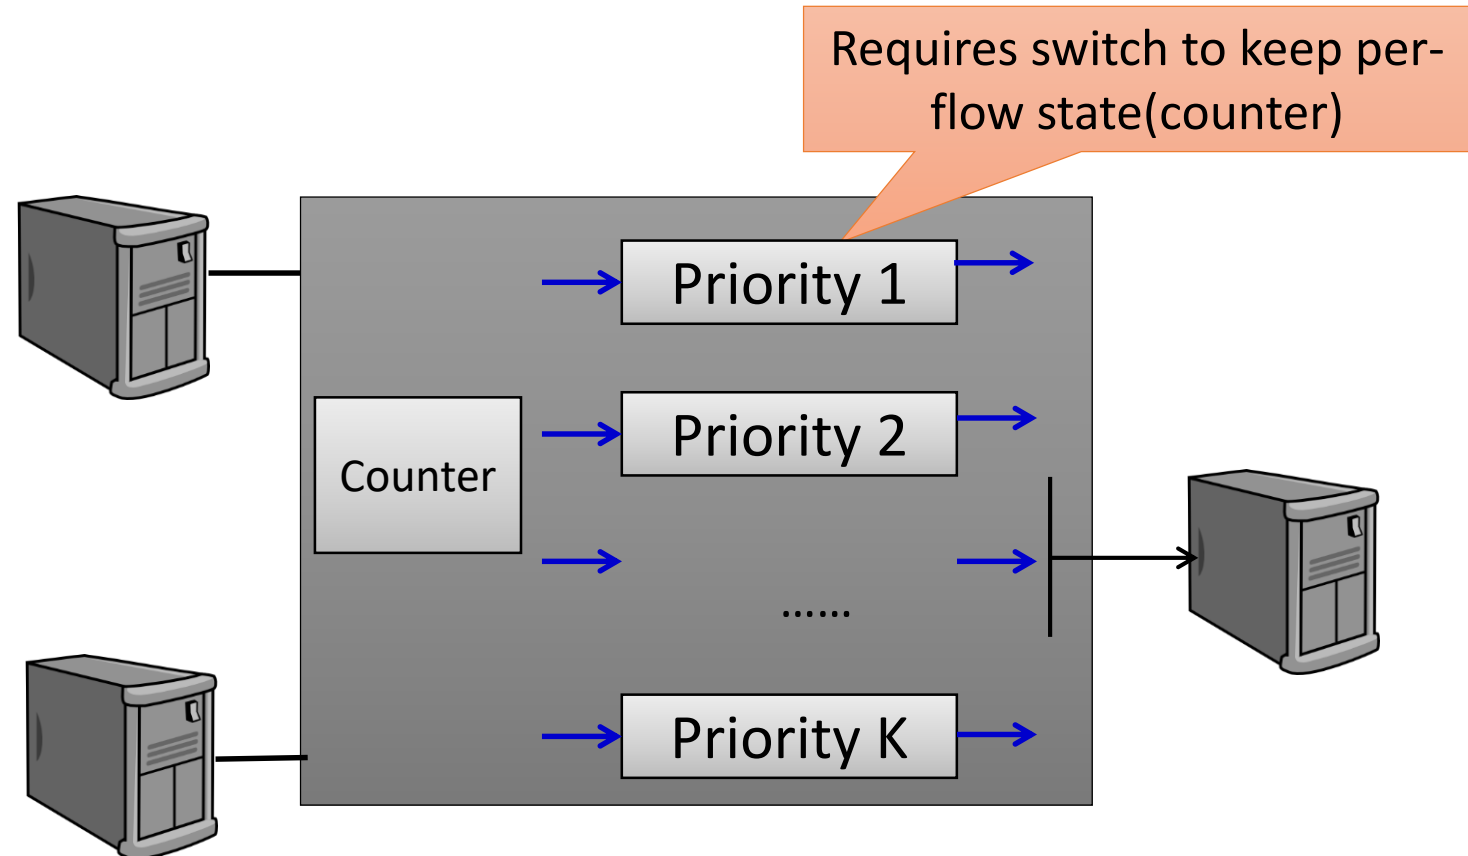 Requires switch to keep per-
flow state(counter)
Priority 1
Priority 2
Counter
......
Priority K